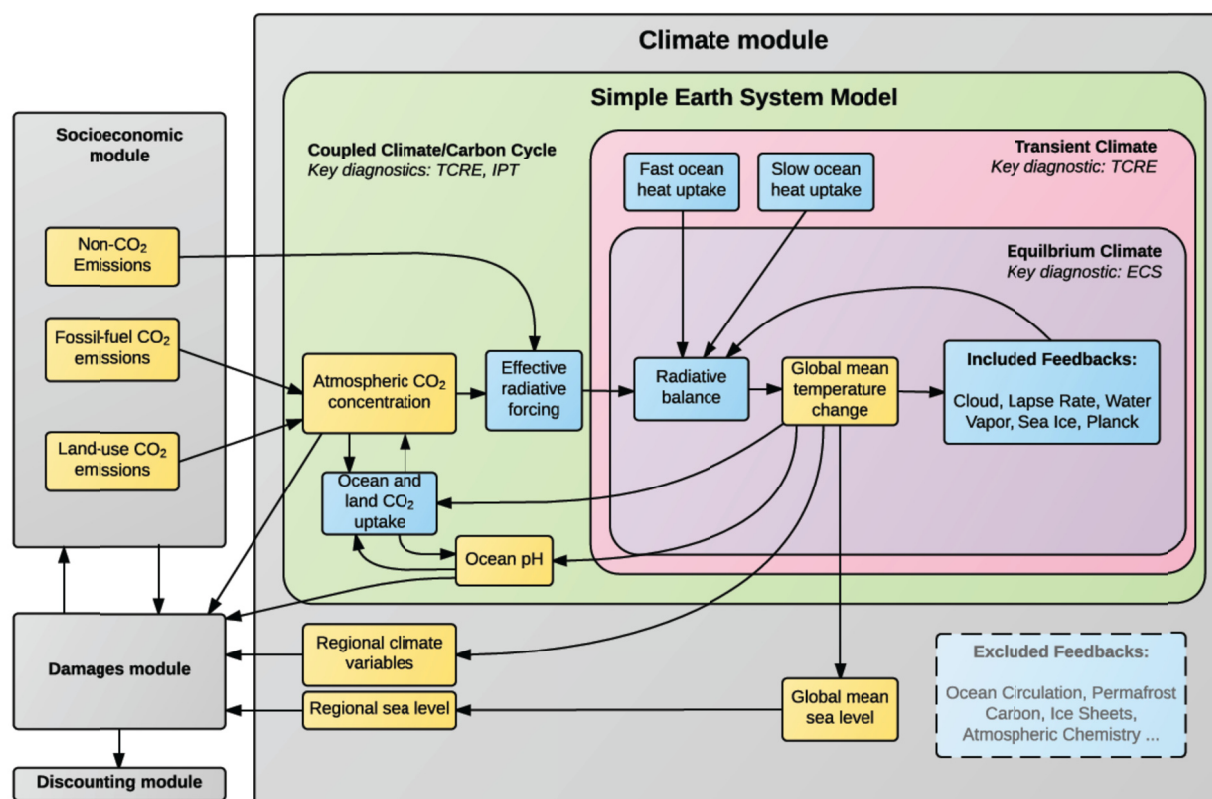 Climate module
Simple Earth System Model
Socioeconomic
module
Coupled Climate/Carbon Cycle
Key diagnostics: TCRE, IPT
Transient Climate
Key diagnostic: TCRE
Fast ocean
heat uptake
Slow ocean
heat uptake
Equilbrium Climate
Key diagnostic: ECS
Non-CO₂
Emissions
Fossil-fuel CO₂
emissions
Land-use CO₂
emissions
Atmospheric CO₂
concentration
Effective
radiative
forcing
Radiative
balance
Global mean
temperature
change
Included Feedbacks:
Cloud, Lapse Rate, Water
Vapor, Sea Ice, Planck
Ocean and
land CO₂
uptake
Ocean pH
Damages module
Regional climate
variables
Regional sea level
Global mean
sea level
Excluded Feedbacks:
Ocean Circulation, Permafrost
Carbon, Ice Sheets,
Atmospheric Chemistry ...
Discounting module